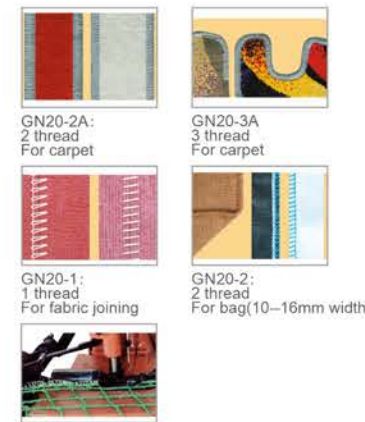 GN20-2A:
2 thread
For carpet
GN20-3A
3 thread
For carpet
GN20-1:
1 thread
For fabric joining
GN20-2:
2 thread
For bag(10—16mm width